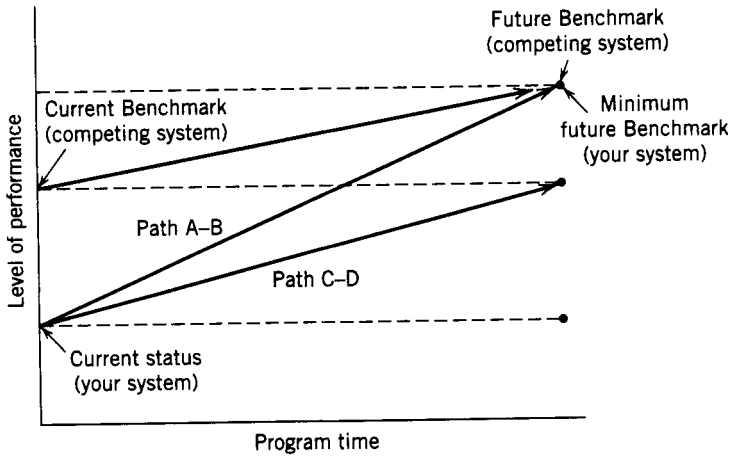 Future Benchmark
(competing system)
Current Benchmark
(competing system)
Minimum
future Benchmark
(your system)
Level of performance
Path A–B
Path C–D
Current status
(your system)
Program time